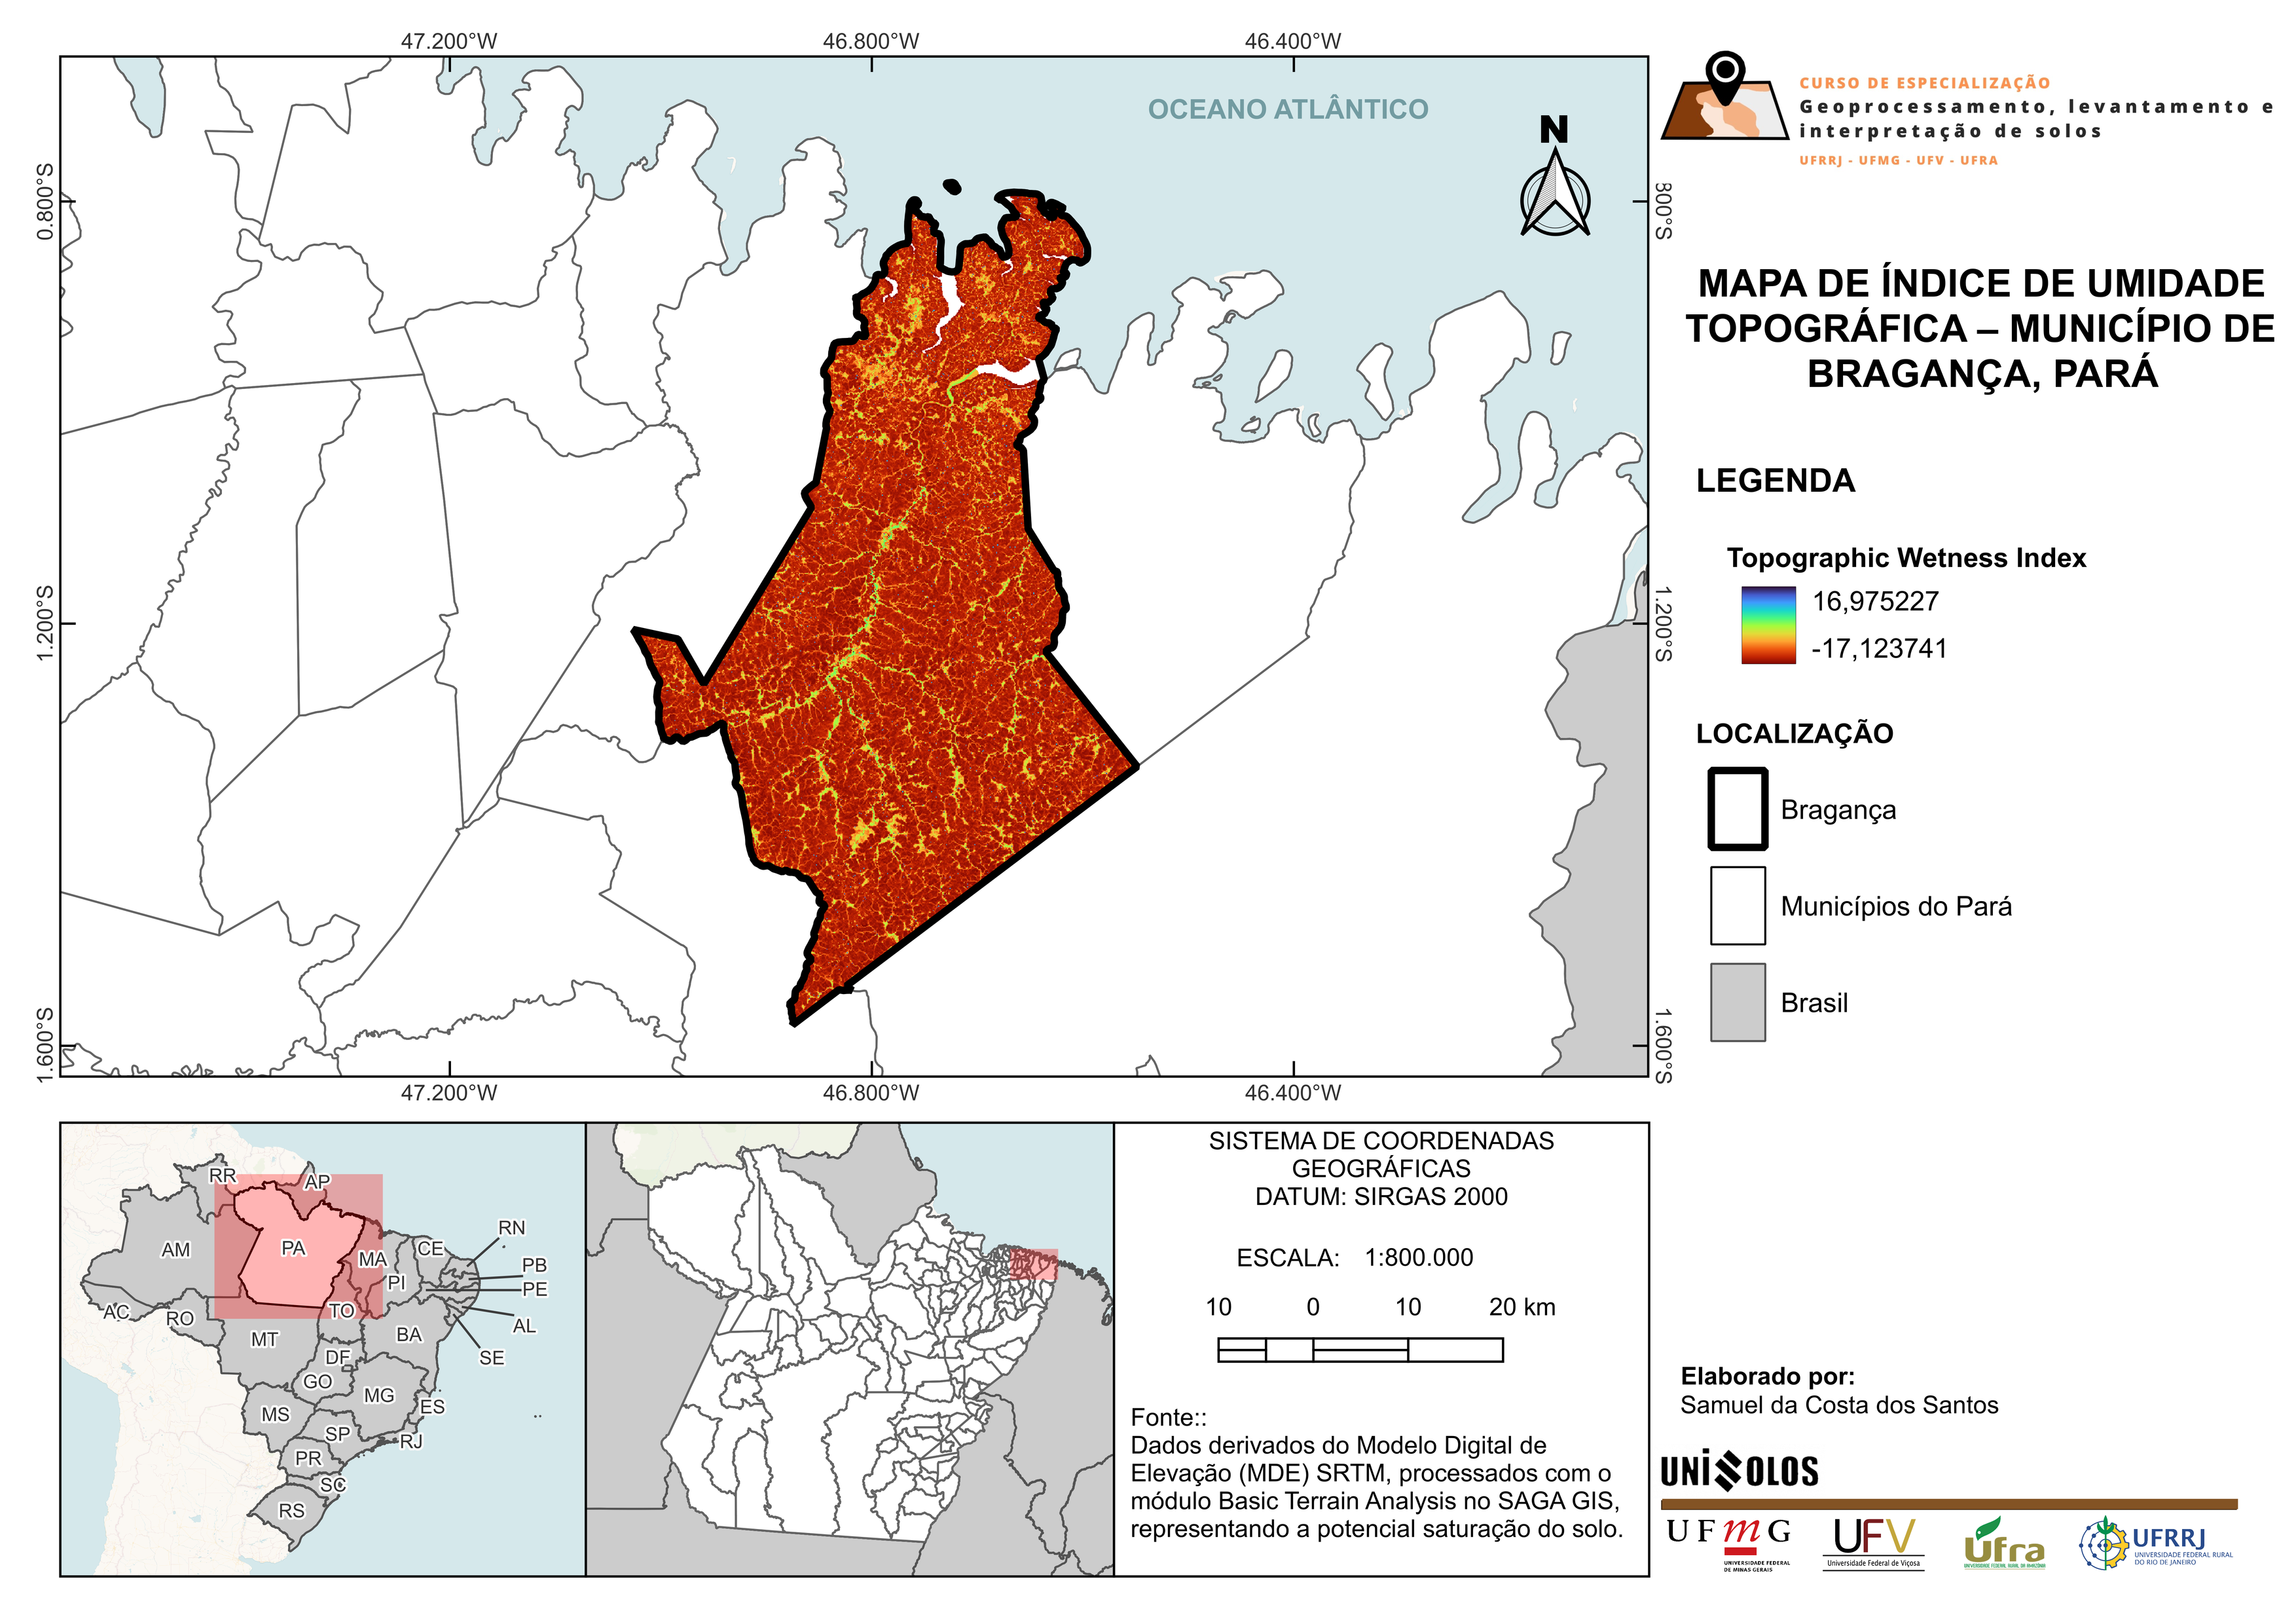 47.200°W
46.800°W
46.400°W
OCEANO ATLÂNTICO
N
0.800°S
800°S
1.200°S
1.200°S
1.600°S
1.600°S
47.200°W
46.800°W
46.400°W
CURSO DE ESPECIALIZAÇÃO
Geoprocessamento, levantamento e
interpretação de solos
UFRRJ - UFMG - UFV - UFRA
MAPA DE ÍNDICE DE UMIDADE
TOPOGRÁFICA – MUNICÍPIO DE
BRAGANÇA, PARÁ
LEGENDA
Topographic Wetness Index
16,975227
-17,123741
LOCALIZAÇÃO
Bragança
Municípios do Pará
Brasil
RR
AP
AM
PA
MA
CE
RN
PI
PB
PE
AC
RO
TO
AL
MT
BA
SE
DF
GO
MG
ES
MS
SP
RJ
PR
SC
RS
SISTEMA DE COORDENADAS
GEOGRÁFICAS
DATUM: SIRGAS 2000
ESCALA: 1:800.000
10 0 10 20 km
Fonte::
Dados derivados do Modelo Digital de
Elevação (MDE) SRTM, processados com o
módulo Basic Terrain Analysis no SAGA GIS,
representando a potencial saturação do solo.
Elaborado por:
Samuel da Costa dos Santos
UNISOLOS
UFMG
UNIVERSIDADE FEDERAL
DE MINAS GERAIS
UFV
Universidade Federal de Viçosa
Ufra
UNIVERSIDADE FEDERAL RURAL DA AMAZÔNIA
UFRRJ
UNIVERSIDADE FEDERAL RURAL
DO RIO DE JANEIRO